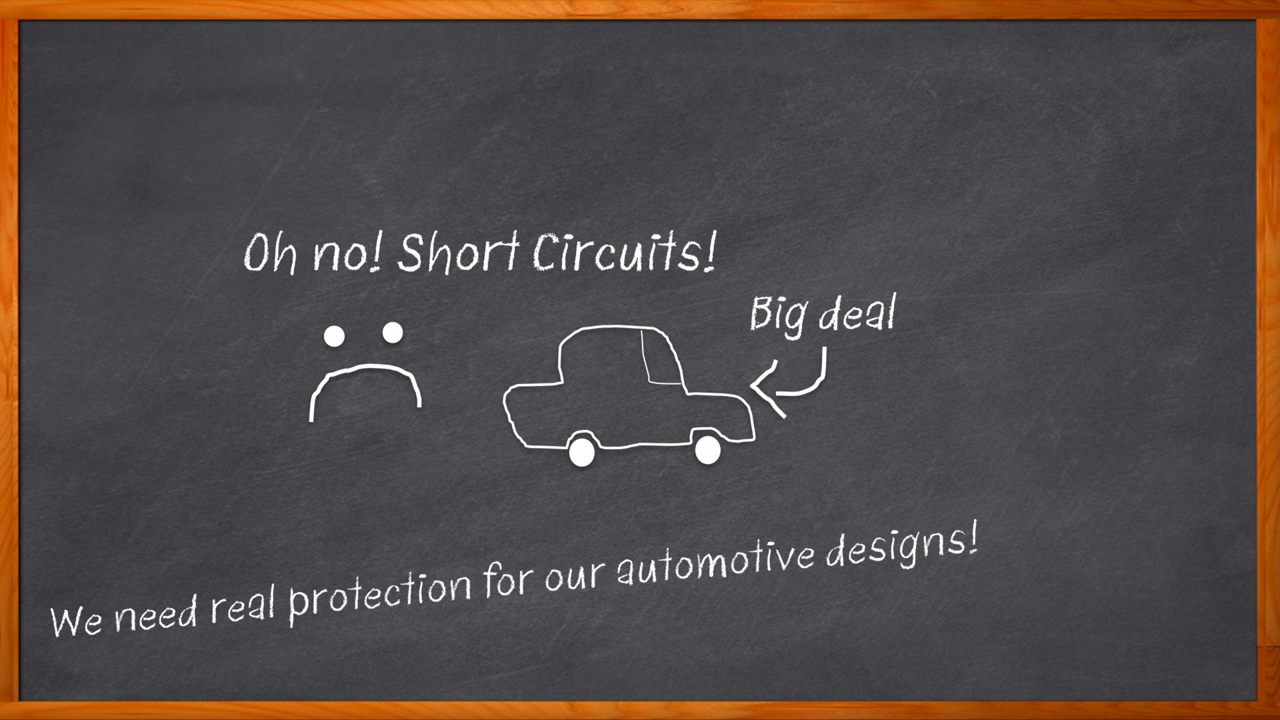 Oh no! Short Circuits!
Big deal
We need real protection for our automotive designs!